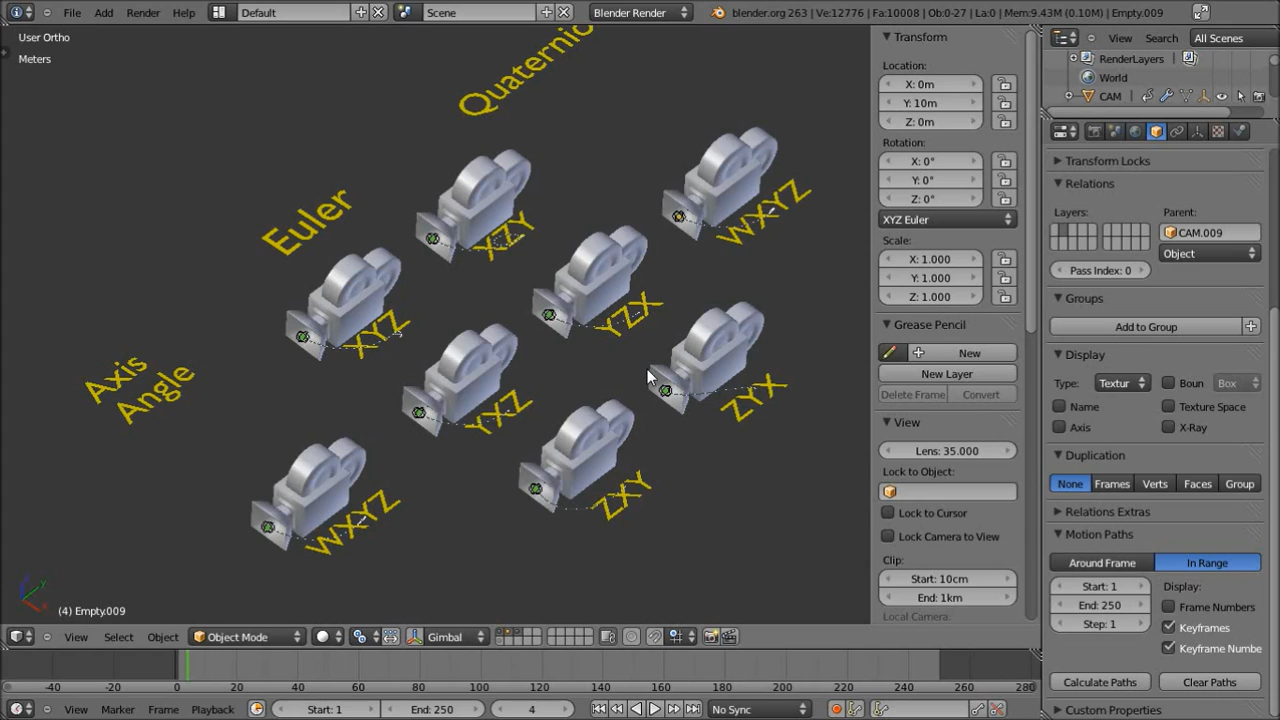 File Add Render Help Default Scene Blender Render blender.org 263 | Ve:12776 | Fa:10008 | Ob:0-27 | La:0 | Mem:9.43M (0.10M) | Empty.009
User Ortho
Meters
Quaternio
Euler
XZY
WXYZ
XYZ
YZX
Axis
Angle
YXZ
ZYX
WXYZ
ZXY
(4) Empty.009
View Select Object Object Mode Gimbal
Transform
Location:
X: 0m
Y: 10m
Z: 0m
Rotation:
X: 0°
Y: 0°
Z: 0°
XYZ Euler
Scale:
X: 1.000
Y: 1.000
Z: 1.000
Grease Pencil
New
New Layer
Delete Frame Convert
View
Lens: 35.000
Lock to Object:
Lock to Cursor
Lock Camera to View
Clip:
Start: 10cm
End: 1km
Local Camera:
View Search All Scenes
RenderLayers
World
CAM
Transform Locks
Relations
Layers: Parent:
CAM.009
Object
Pass Index: 0
Groups
Add to Group
Display
Type: Textur Boun Box
Name Texture Space
Axis X-Ray
Duplication
None Frames Verts Faces Group
Relations Extras
Motion Paths
Around Frame In Range
Start: 1 Display:
End: 250 Frame Numbers
Step: 1 Keyframes
Keyframe Numbe
Calculate Paths Clear Paths
Custom Properties
-40 -20 0 20 40 60 80 100 120 140 160 180 200 220 240 260 280
View Marker Frame Playback Start: 1 End: 250 4 No Sync